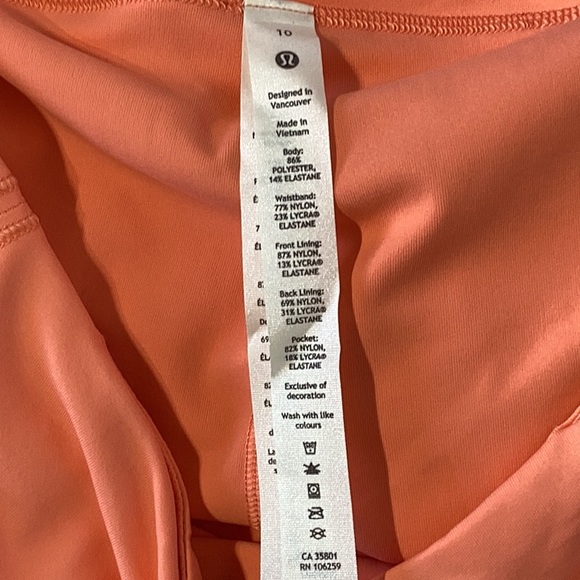 10
Designed in
Vancouver
Made in
Vietnam
Body:
86%
POLYESTER,
14% ELASTANE
Waistband:
77% NYLON,
23% LYCRA®
ELASTANE
Front Lining:
87% NYLON,
13% LYCRA®
ELASTANE
Back Lining:
69% NYLON,
31% LYCRA®
ELASTANE
Pocket:
82% NYLON,
18% LYCRA®
ELASTANE
Exclusive of
decoration
Wash with like
colours
CA 35801
RN 106259